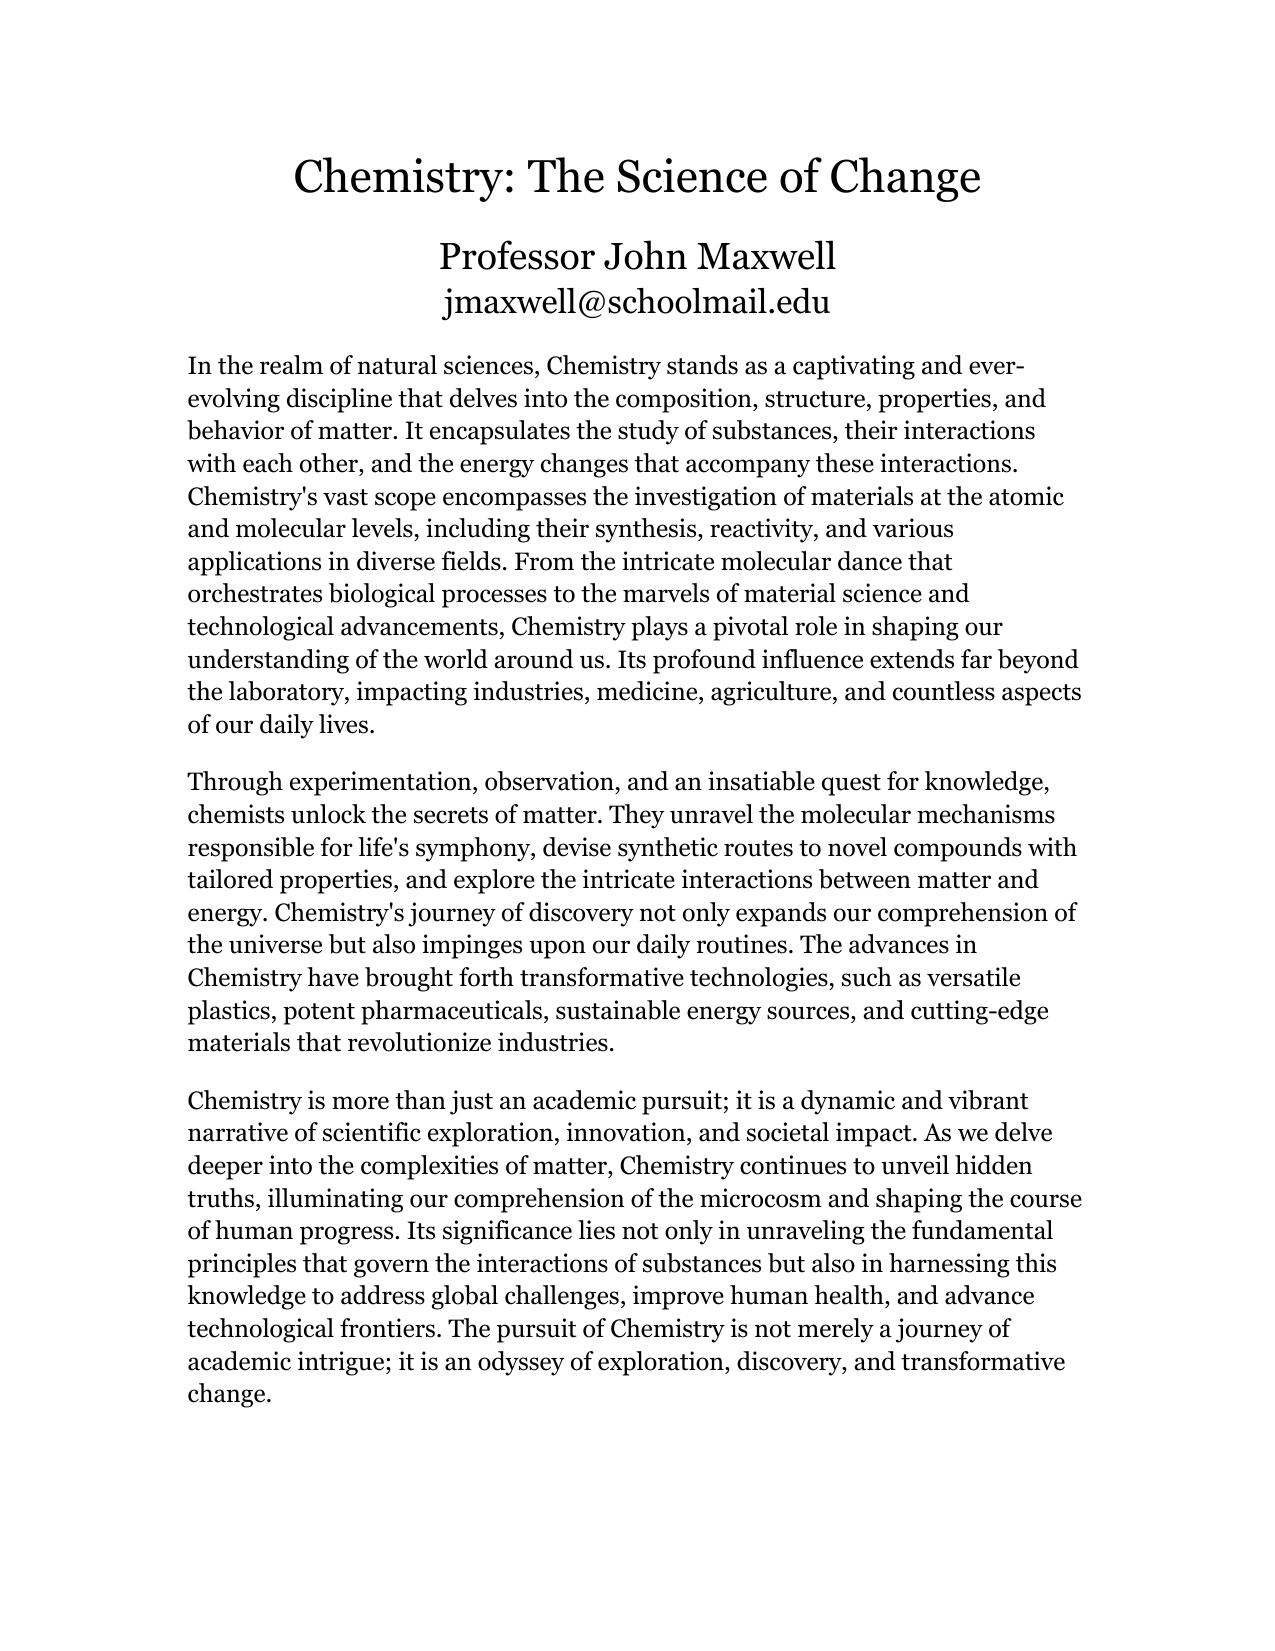 Chemistry: The Science of Change
Professor John Maxwell
jmaxwell@schoolmail.edu
In the realm of natural sciences, Chemistry stands as a captivating and ever-
evolving discipline that delves into the composition, structure, properties, and
behavior of matter. It encapsulates the study of substances, their interactions
with each other, and the energy changes that accompany these interactions.
Chemistry's vast scope encompasses the investigation of materials at the atomic
and molecular levels, including their synthesis, reactivity, and various
applications in diverse fields. From the intricate molecular dance that
orchestrates biological processes to the marvels of material science and
technological advancements, Chemistry plays a pivotal role in shaping our
understanding of the world around us. Its profound influence extends far beyond
the laboratory, impacting industries, medicine, agriculture, and countless aspects
of our daily lives.
Through experimentation, observation, and an insatiable quest for knowledge,
chemists unlock the secrets of matter. They unravel the molecular mechanisms
responsible for life's symphony, devise synthetic routes to novel compounds with
tailored properties, and explore the intricate interactions between matter and
energy. Chemistry's journey of discovery not only expands our comprehension of
the universe but also impinges upon our daily routines. The advances in
Chemistry have brought forth transformative technologies, such as versatile
plastics, potent pharmaceuticals, sustainable energy sources, and cutting-edge
materials that revolutionize industries.
Chemistry is more than just an academic pursuit; it is a dynamic and vibrant
narrative of scientific exploration, innovation, and societal impact. As we delve
deeper into the complexities of matter, Chemistry continues to unveil hidden
truths, illuminating our comprehension of the microcosm and shaping the course
of human progress. Its significance lies not only in unraveling the fundamental
principles that govern the interactions of substances but also in harnessing this
knowledge to address global challenges, improve human health, and advance
technological frontiers. The pursuit of Chemistry is not merely a journey of
academic intrigue; it is an odyssey of exploration, discovery, and transformative
change.